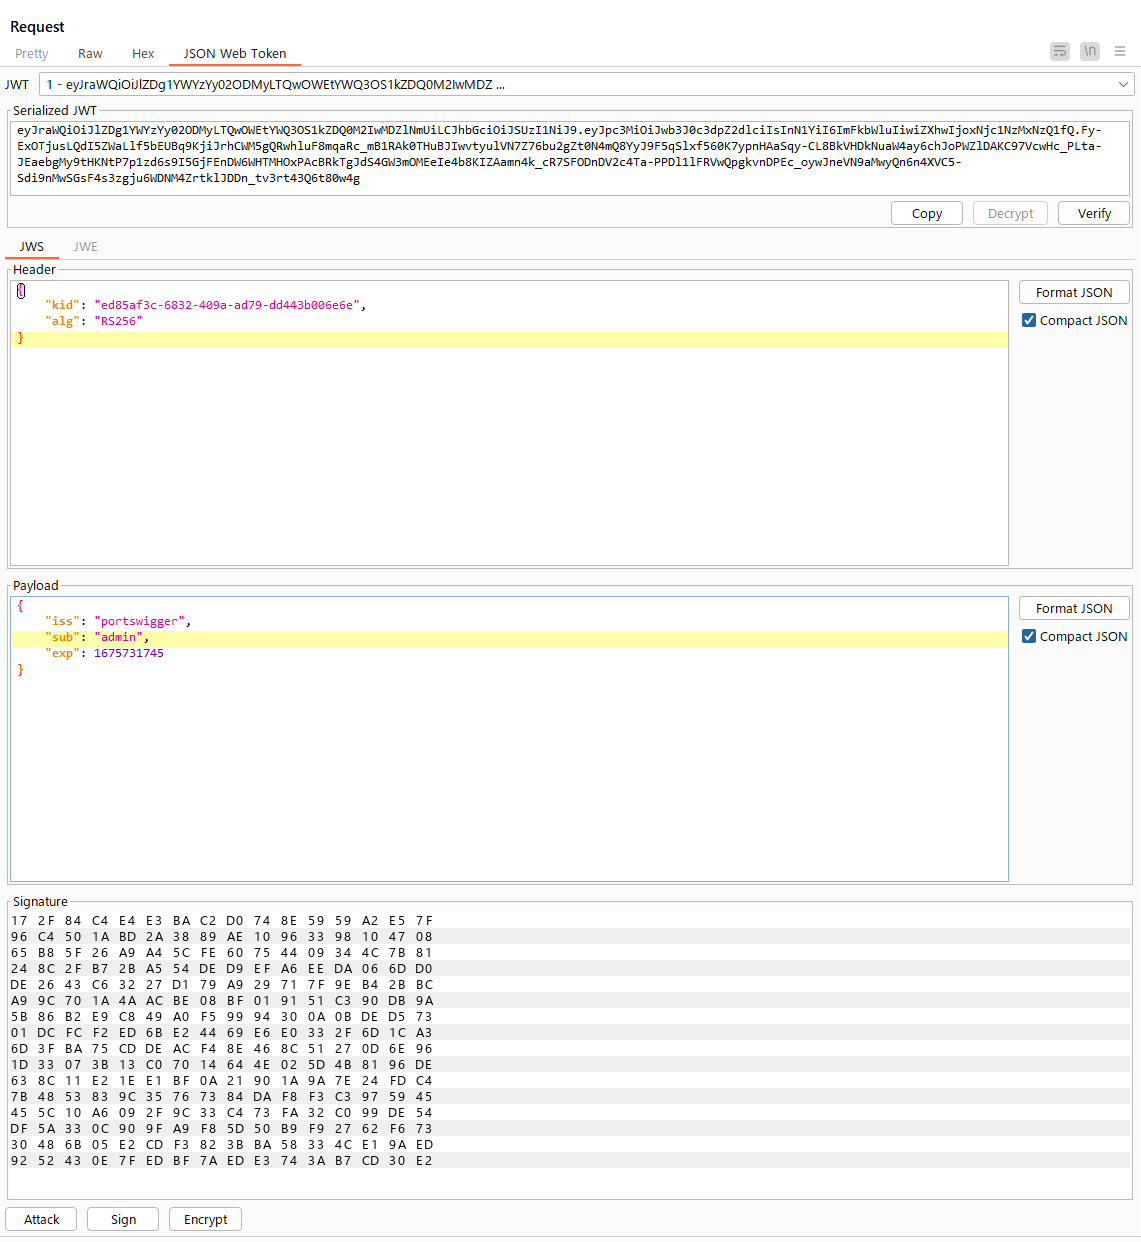 Request
Pretty Raw Hex JSON Web Token
\n
JWT 1 - eyJraWQiOiJlZDg1YWYzYy02ODMyLTQwOWEtYWQ3OS1kZDQ0M2IwMDZ ...
Serialized JWT
eyJraWQiOiJlZDg1YWYzYy02ODMyLTQwOWEtYWQ3OS1kZDQ0M2IwMDZlNmUiLCJhbGciOiJSUzI1NiJ9.eyJpc3MiOiJwb3J0c3dpZ2dlciIsInN1YiI6ImFkbWluIiwiZXhwIjoxNjc1NzMxNzQ1fQ.Fy-
ExOTjusLQdI5ZWaLlf5bEUBq9KjiJrhCWM5gQRwhluF8mqaRc_mB1RAk0THuBJIwvtyulVN7Z76bu2gZt0N4mQ8YyJ9F5qSlxf560K7ypnHAaSqy-CL8BkVHDkNuaW4ay6chJoPWZlDAKC97VcwHc_PLta-
JEaebgMy9tHKNtP7p1zd6s9I5GjFEnDW6WHTMHOxPAcBRkTgJdS4GW3mOMEeIe4b8KIZAamn4k_cR7SFODnDV2c4Ta-PPDl1lFRVwQpgkvnDPEc_oywJneVN9aMwyQn6n4XVC5-
Sdi9nMwSGsF4s3zgju6WDNM4ZrtklJDDn_tv3rt43Q6t80w4g
Copy Decrypt Verify
JWS JWE
Header
{
"kid": "ed85af3c-6832-409a-ad79-dd443b006e6e",
"alg": "RS256"
}
Format JSON
Compact JSON
Payload
{
"iss": "portswigger",
"sub": "admin",
"exp": 1675731745
}
Format JSON
Compact JSON
Signature
17 2F 84 C4 E4 E3 BA C2 D0 74 8E 59 59 A2 E5 7F
96 C4 50 1A BD 2A 38 89 AE 10 96 33 98 10 47 08
65 B8 5F 26 A9 A4 5C FE 60 75 44 09 34 4C 7B 81
24 8C 2F B7 2B A5 54 DE D9 EF A6 EE DA 06 6D D0
DE 26 43 C6 32 27 D1 79 A9 29 71 7F 9E B4 2B BC
A9 9C 70 1A 4A AC BE 08 BF 01 91 51 C3 90 DB 9A
5B 86 B2 E9 C8 49 A0 F5 99 94 30 0A 0B DE D5 73
01 DC FC F2 ED 6B E2 44 69 E6 E0 33 2F 6D 1C A3
6D 3F BA 75 CD DE AC F4 8E 46 8C 51 27 0D 6E 96
1D 33 07 3B 13 C0 70 14 64 4E 02 5D 4B 81 96 DE
63 8C 11 E2 1E E1 BF 0A 21 90 1A 9A 7E 24 FD C4
7B 48 53 83 9C 35 76 73 84 DA F8 F3 C3 97 59 45
45 5C 10 A6 09 2F 9C 33 C4 73 FA 32 C0 99 DE 54
DF 5A 33 0C 90 9F A9 F8 5D 50 B9 F9 27 62 F6 73
30 48 6B 05 E2 CD F3 82 3B BA 58 33 4C E1 9A ED
92 52 43 0E 7F ED BF 7A ED E3 74 3A B7 CD 30 E2
Attack Sign Encrypt